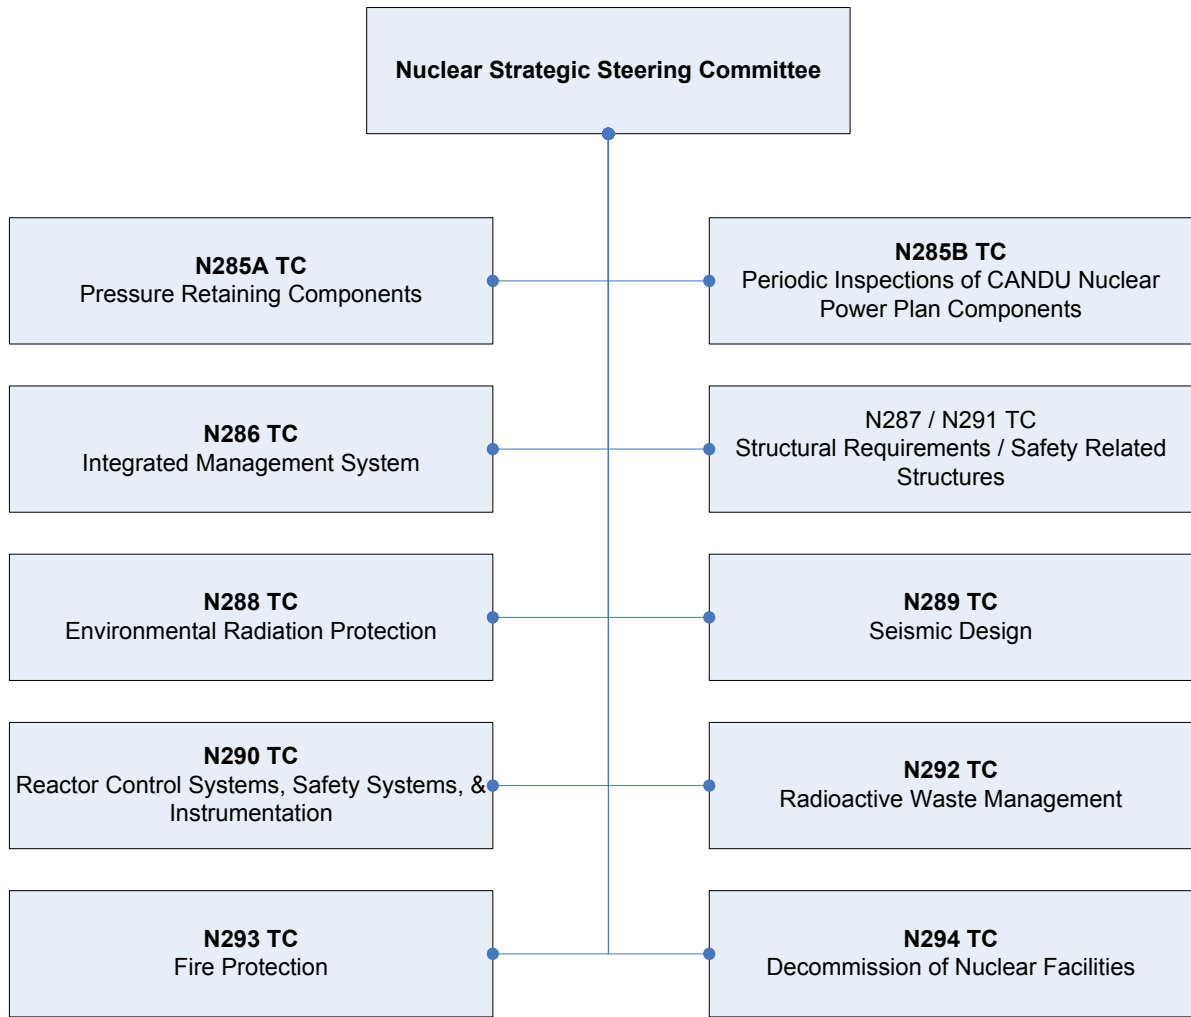 Nuclear Strategic Steering Committee
N285A TC
Pressure Retaining Components
N285B TC
Periodic Inspections of CANDU Nuclear
Power Plan Components
N286 TC
Integrated Management System
N287 / N291 TC
Structural Requirements / Safety Related
Structures
N288 TC
Environmental Radiation Protection
N289 TC
Seismic Design
N290 TC
Reactor Control Systems, Safety Systems, &
Instrumentation
N292 TC
Radioactive Waste Management
N293 TC
Fire Protection
N294 TC
Decommission of Nuclear Facilities